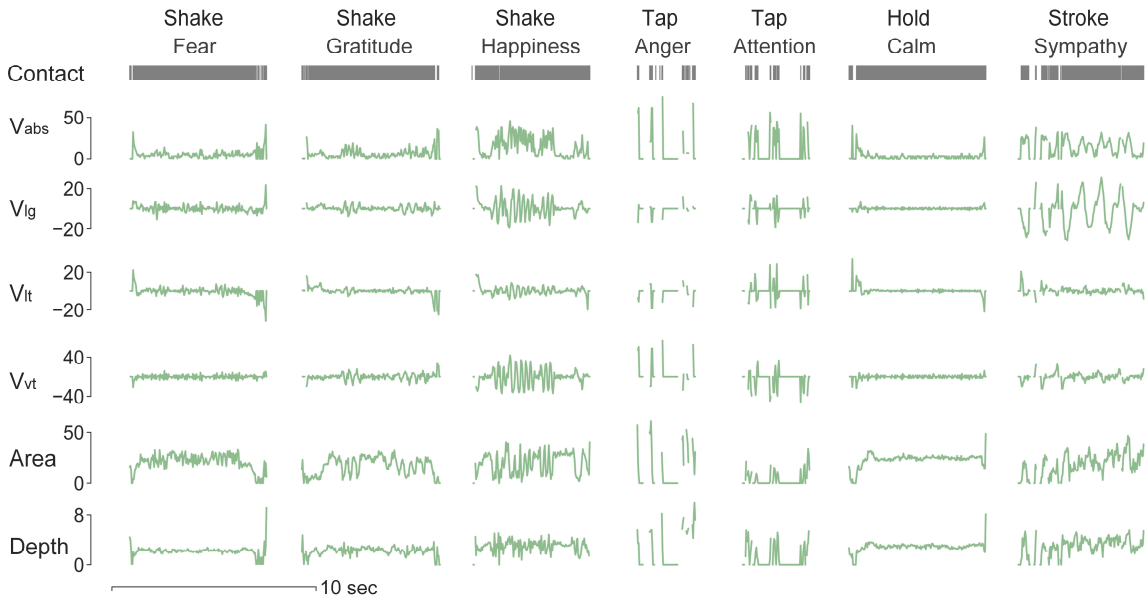 Shake Shake Shake Tap Tap Hold Stroke
Fear Gratitude Happiness Anger Attention Calm Sympathy
Contact
Vabs 50 0
Vlg 20 −20
Vlt 20 −20
Vvt 40 −40
Area 50 0
Depth 8 0
10 sec